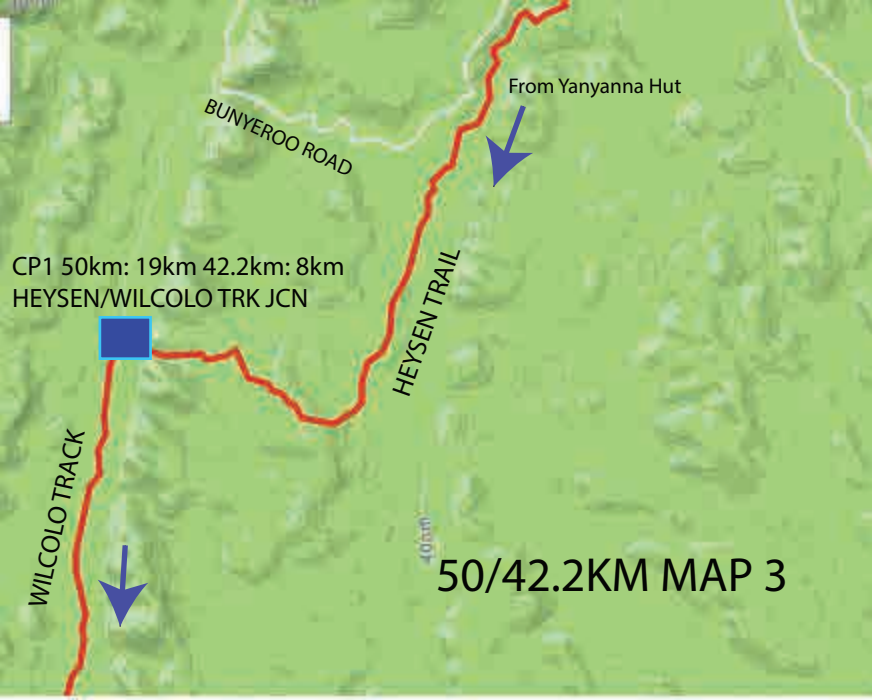 From Yanyanna Hut
BUNYEROO ROAD
CP1 50km: 19km 42.2km: 8km
HEYSEN/WILCOLO TRK JCN
HEYSEN TRAIL
WILCOLO TRACK
50/42.2KM MAP 3